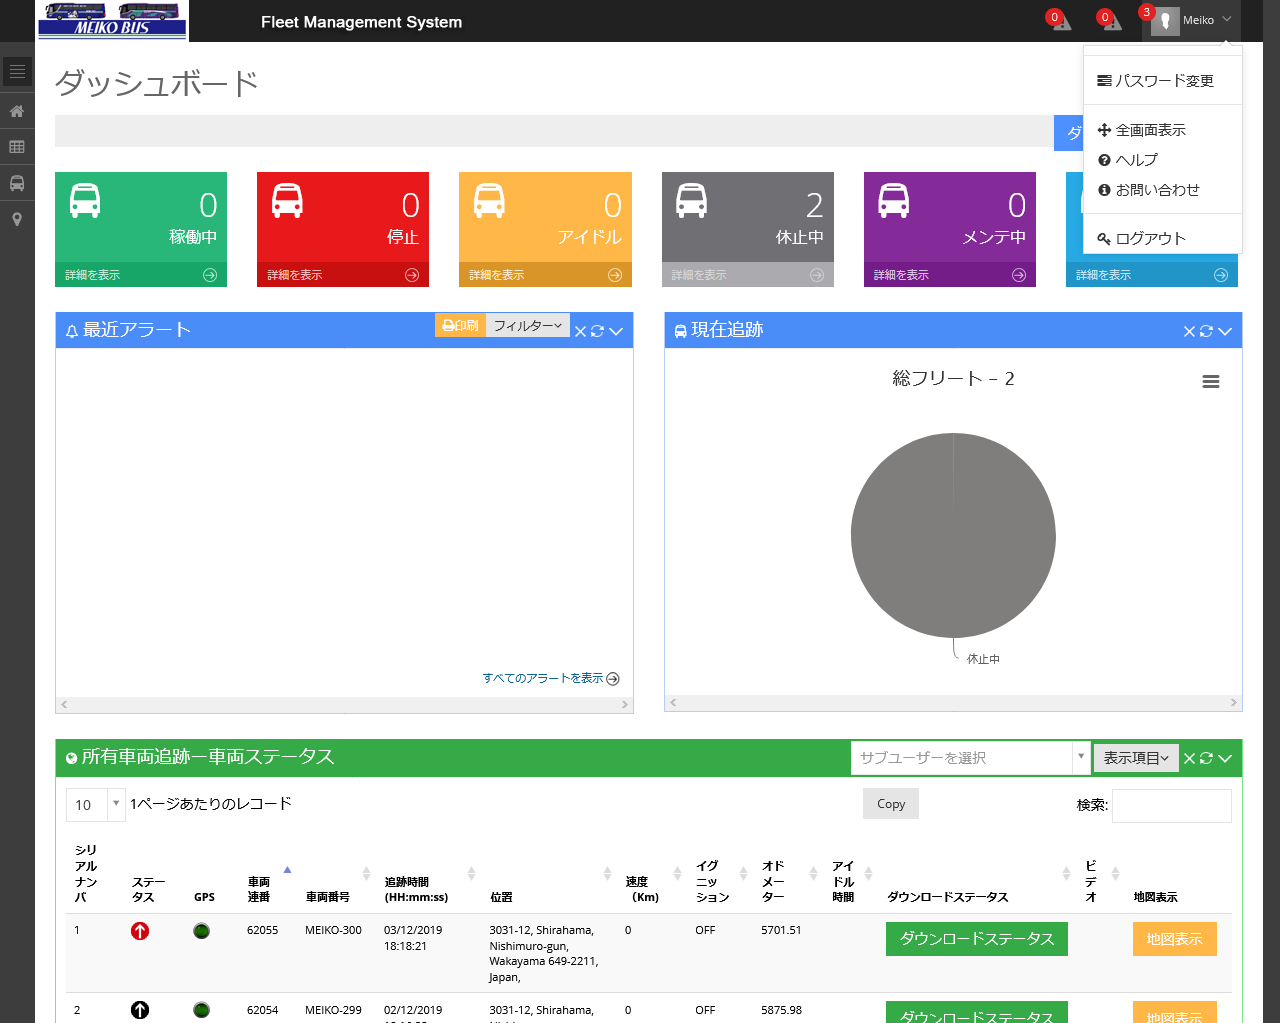 MEIKO BUS
Fleet Management System
0
0
3
Meiko
ダッシュボード
パスワード変更
全画面表示
ヘルプ
お問い合わせ
ログアウト
ダ
0
稼働中
詳細を表示
0
停止
詳細を表示
0
アイドル
詳細を表示
2
休止中
詳細を表示
0
メンテ中
詳細を表示
詳細を表示
最近アラート
印刷
フィルター
すべてのアラートを表示
現在追跡
総フリート – 2
休止中
所有車両追跡ー車両ステータス
サブユーザーを選択
表示項目
10
1ページあたりのレコード
Copy
検索:
シリアルナンバ
ステータス
GPS
車両連番
車両番号
追跡時間 (HH:mm:ss)
位置
速度 (Km)
イグニッション
オドメーター
アイドル時間
ダウンロードステータス
ビデオ
地図表示
1
62055
MEIKO-300
03/12/2019 18:18:21
3031-12, Shirahama, Nishimuro-gun, Wakayama 649-2211, Japan,
0
OFF
5701.51
ダウンロードステータス
地図表示
2
62054
MEIKO-299
02/12/2019
3031-12, Shirahama,
0
OFF
5875.98
ダウンロードステータス
地図表示